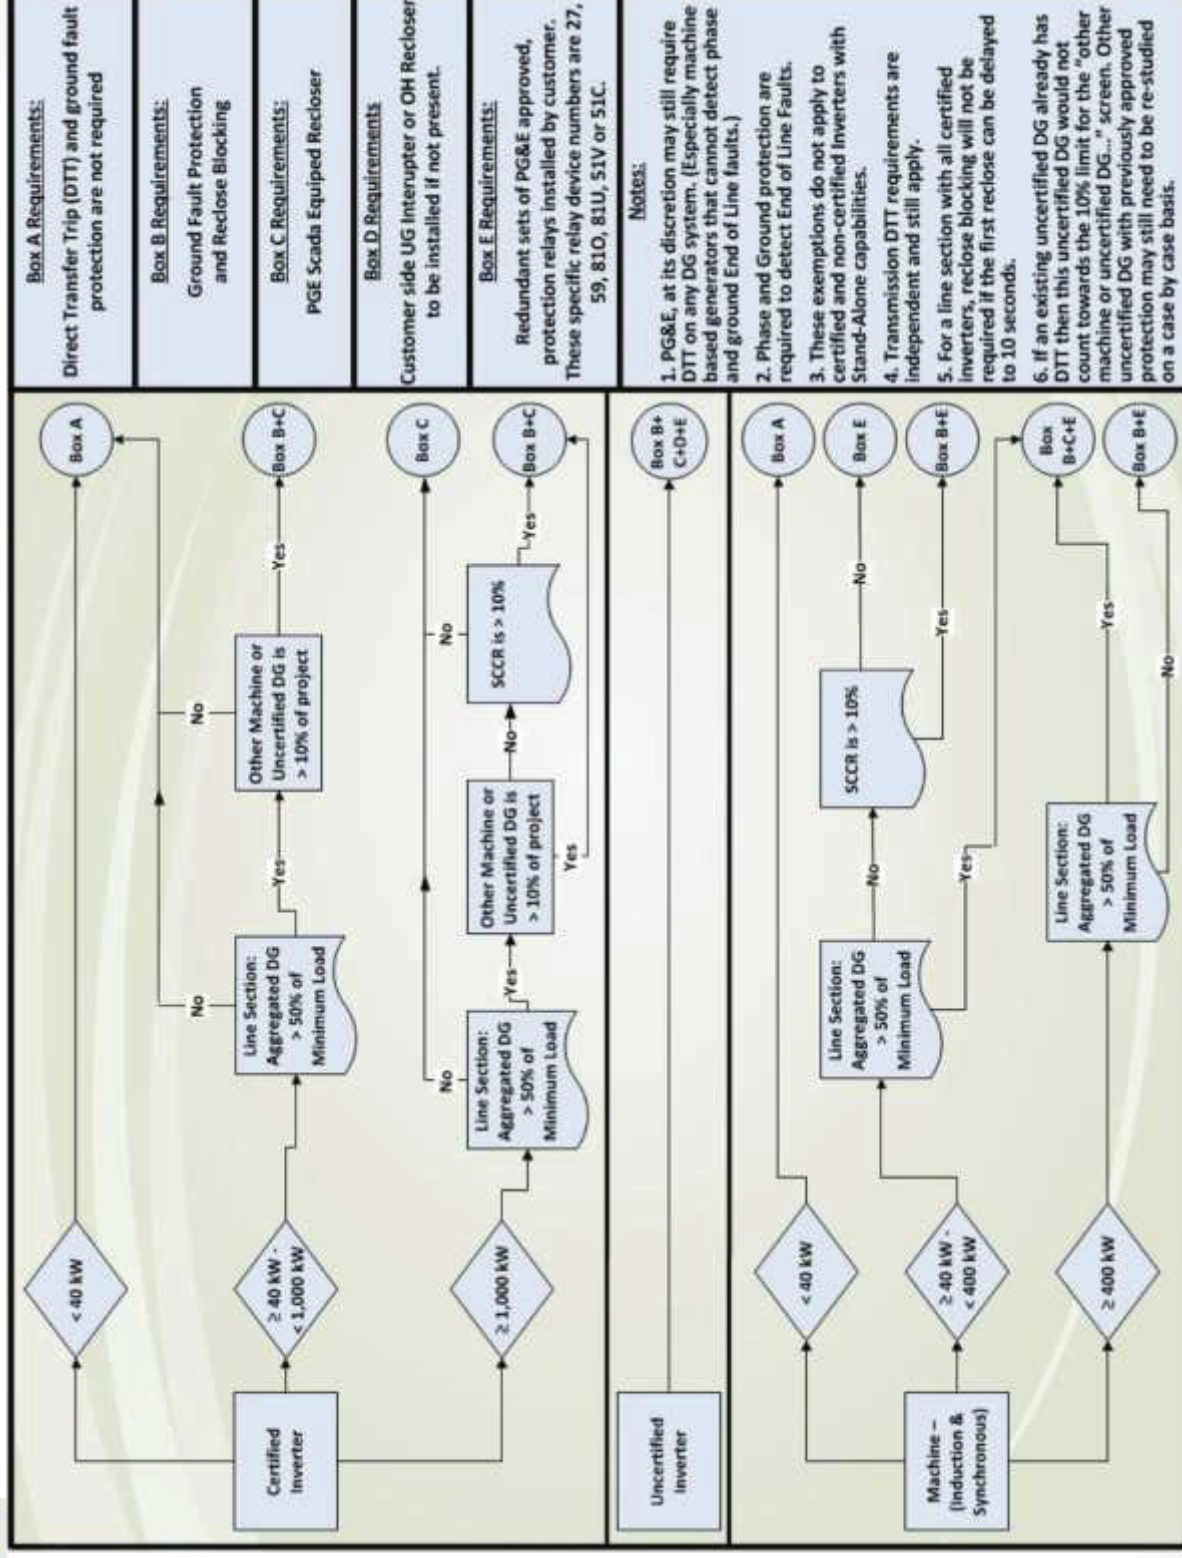 Certified
Inverter
< 40 kW
Box A
≥ 40 kW -
< 1,000 kW
Line Section:
Aggregated DG
> 50% of
Minimum Load
No
Yes
Other Machine or
Uncertified DG is
> 10% of project
No
Yes
Box B+C
≥ 1,000 kW
Line Section:
Aggregated DG
> 50% of
Minimum Load
No
Yes
Other Machine or
Uncertified DG is
> 10% of project
No
Yes
SCCR is > 10%
No
Yes
Box C
Box B+C
Uncertified
Inverter
Box B+
C+D+E
Machine –
(Induction &
Synchronous)
< 40 kW
Box A
≥ 40 kW -
< 400 kW
Line Section:
Aggregated DG
> 50% of
Minimum Load
No
Yes
SCCR is > 10%
No
Yes
Box E
Box B+E
≥ 400 kW
Line Section:
Aggregated DG
> 50% of
Minimum Load
Yes
No
Box
B+C+E
Box B+E
Box A Requirements:
Direct Transfer Trip (DTT) and ground fault
protection are not required
Box B Requirements:
Ground Fault Protection
and Reclose Blocking
Box C Requirements:
PGE Scada Equiped Recloser
Box D Requirements
Customer side UG Interupter or OH Recloser
to be installed if not present.
Box E Requirements:
Redundant sets of PG&E approved,
protection relays installed by customer.
These specific relay device numbers are 27,
59, 81O, 81U, 51V or 51C.
Notes:
1. PG&E, at its discretion may still require
DTT on any DG system. (Especially machine
based generators that cannot detect phase
and ground End of Line faults.)
2. Phase and Ground protection are
required to detect End of Line Faults.
3. These exemptions do not apply to
certified and non-certified Inverters with
Stand-Alone capabilities.
4. Transmission DTT requirements are
independent and still apply.
5. For a line section with all certified
inverters, reclose blocking will not be
required if the first reclose can be delayed
to 10 seconds.
6. If an existing uncertified DG already has
DTT then this uncertified DG would not
count towards the 10% limit for the "other
machine or uncertified DG..." screen. Other
uncertified DG with previously approved
protection may still need to be re-studied
on a case by case basis.